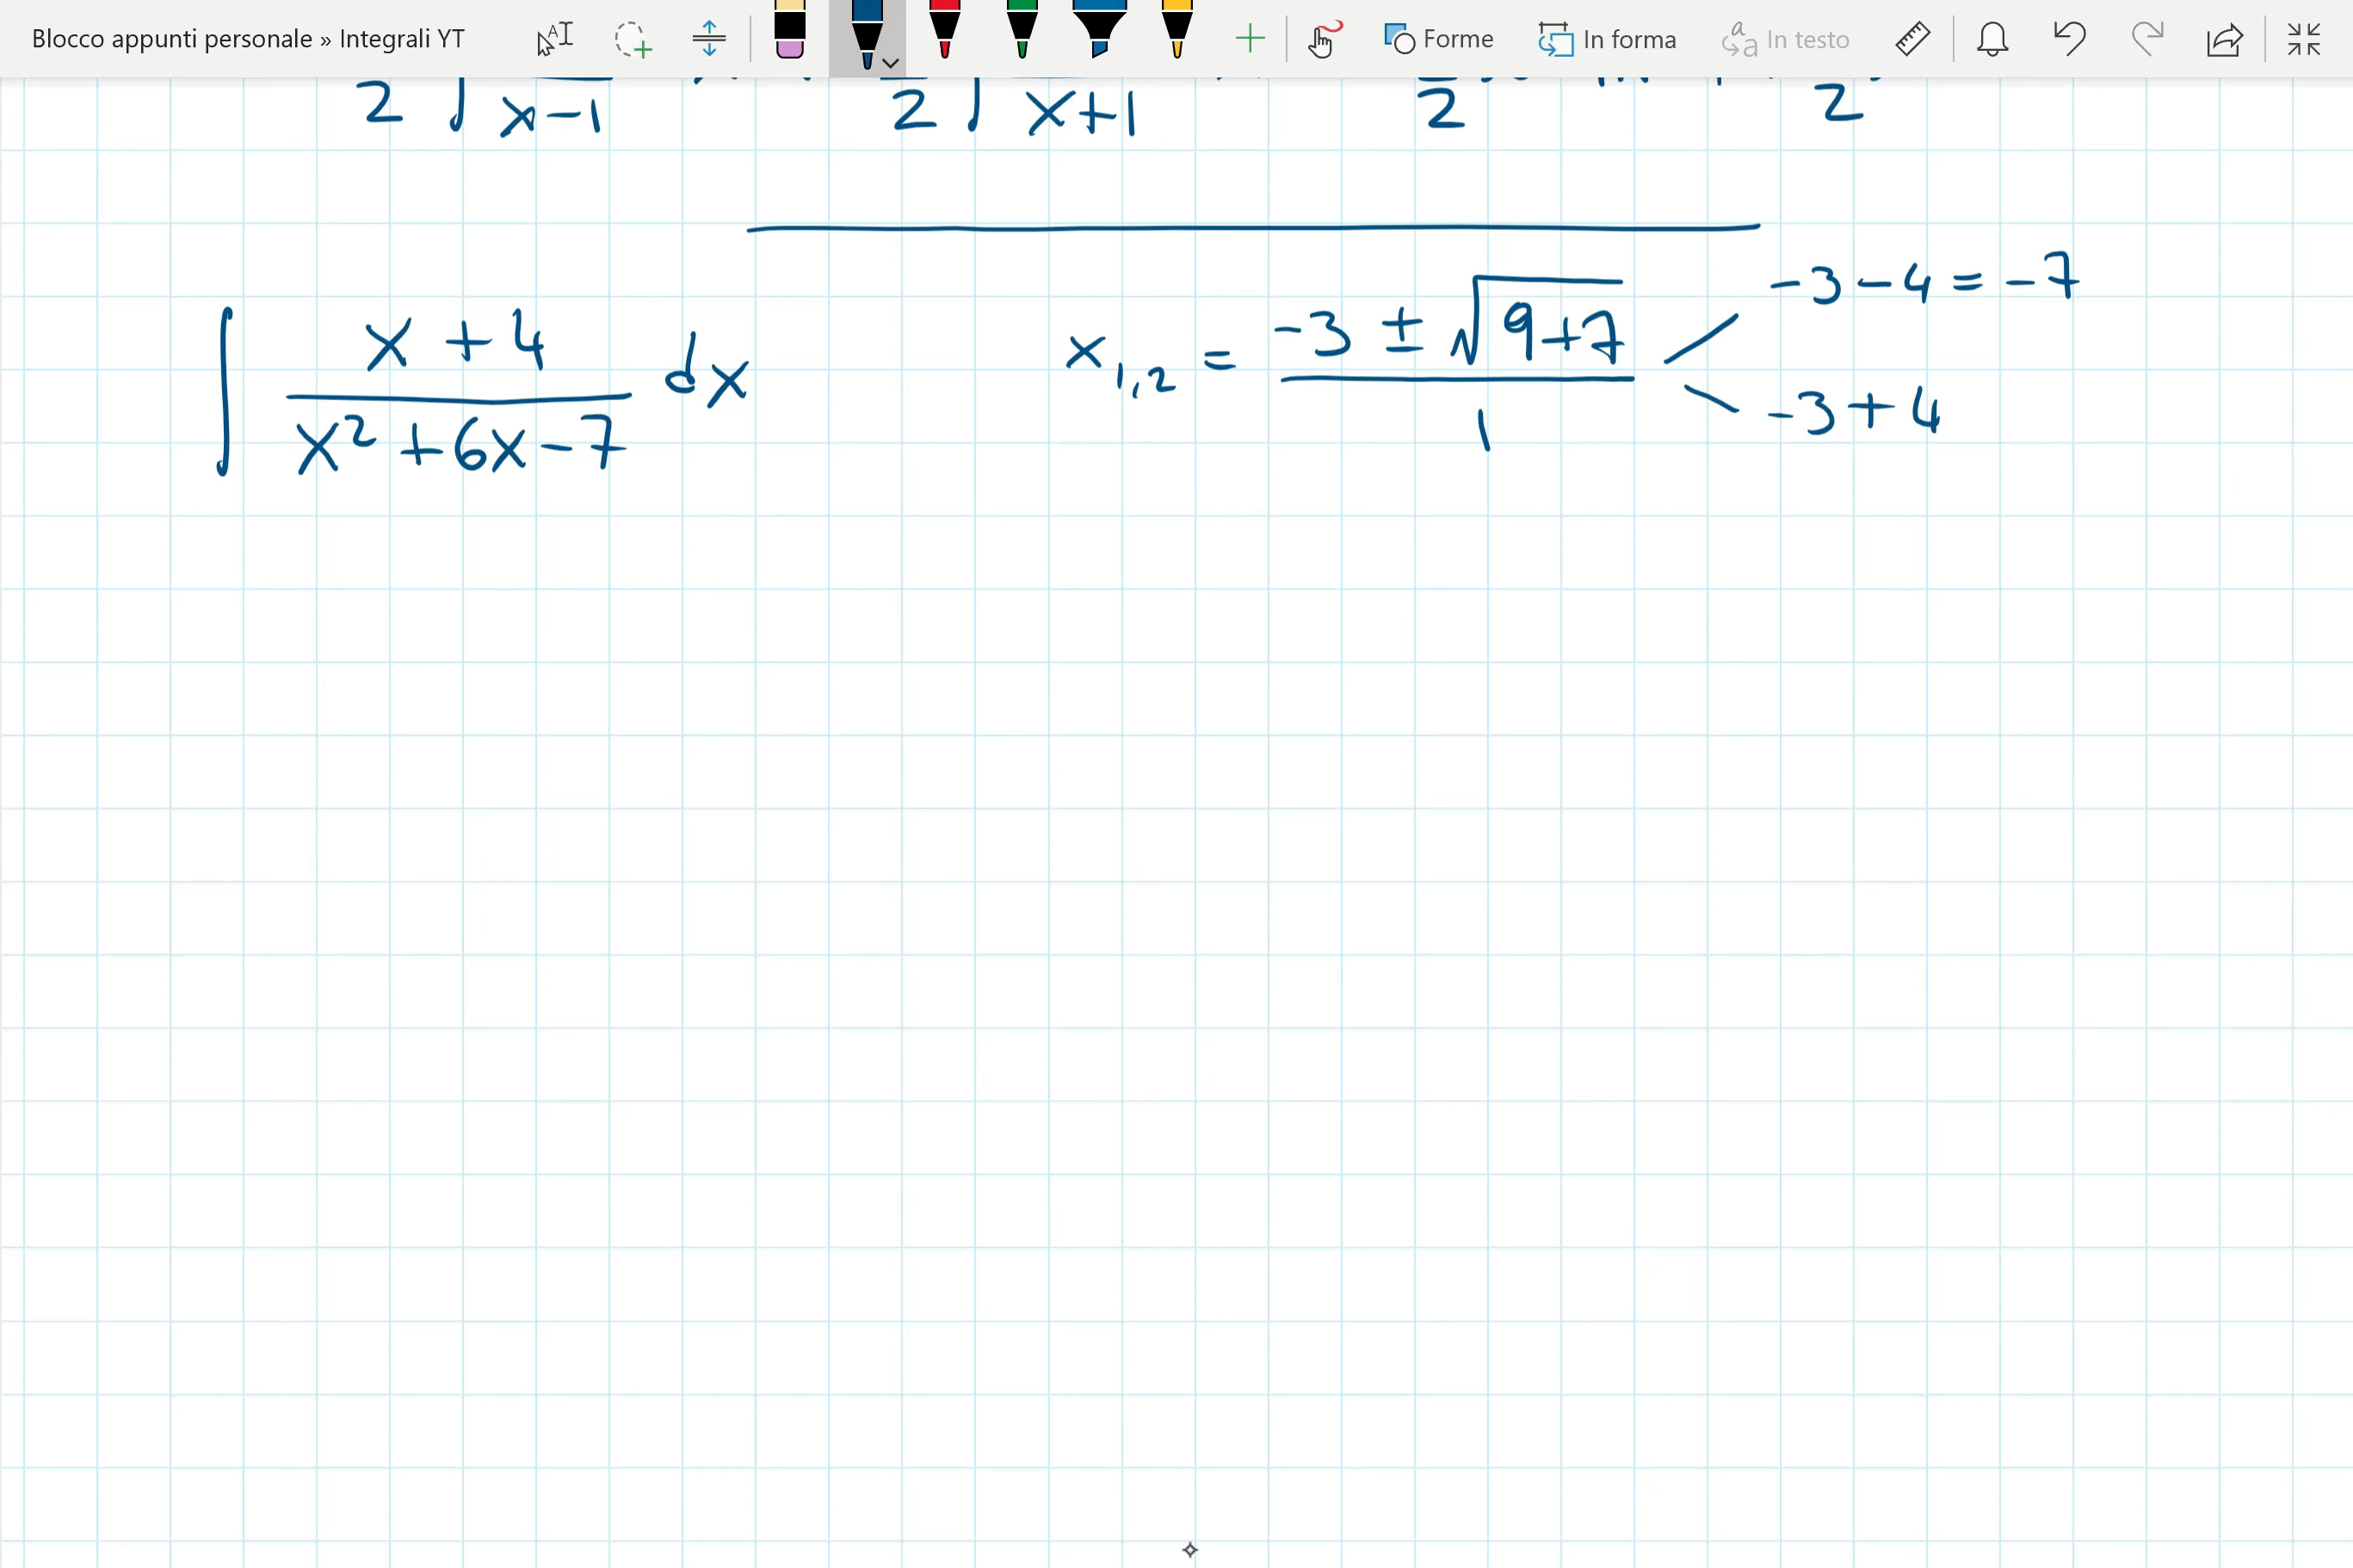 Blocco appunti personale » Integrali YT Forme In forma In testo
2 ∫ x-1 2 ∫ x+1 2 2
∫ (x+4)/(x²+6x-7) dx x₁,₂ = (-3 ± √(9+7))/1
-3-4=-7
-3+4